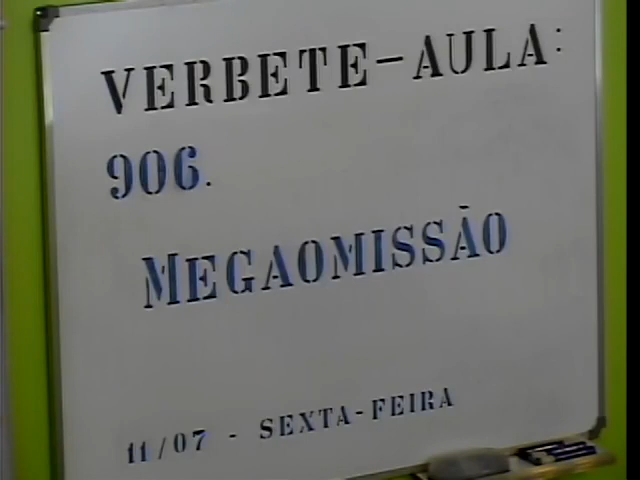 VERBETE-AULA:
906.
MEGAOMISSÃO
11/07 - SEXTA-FEIRA